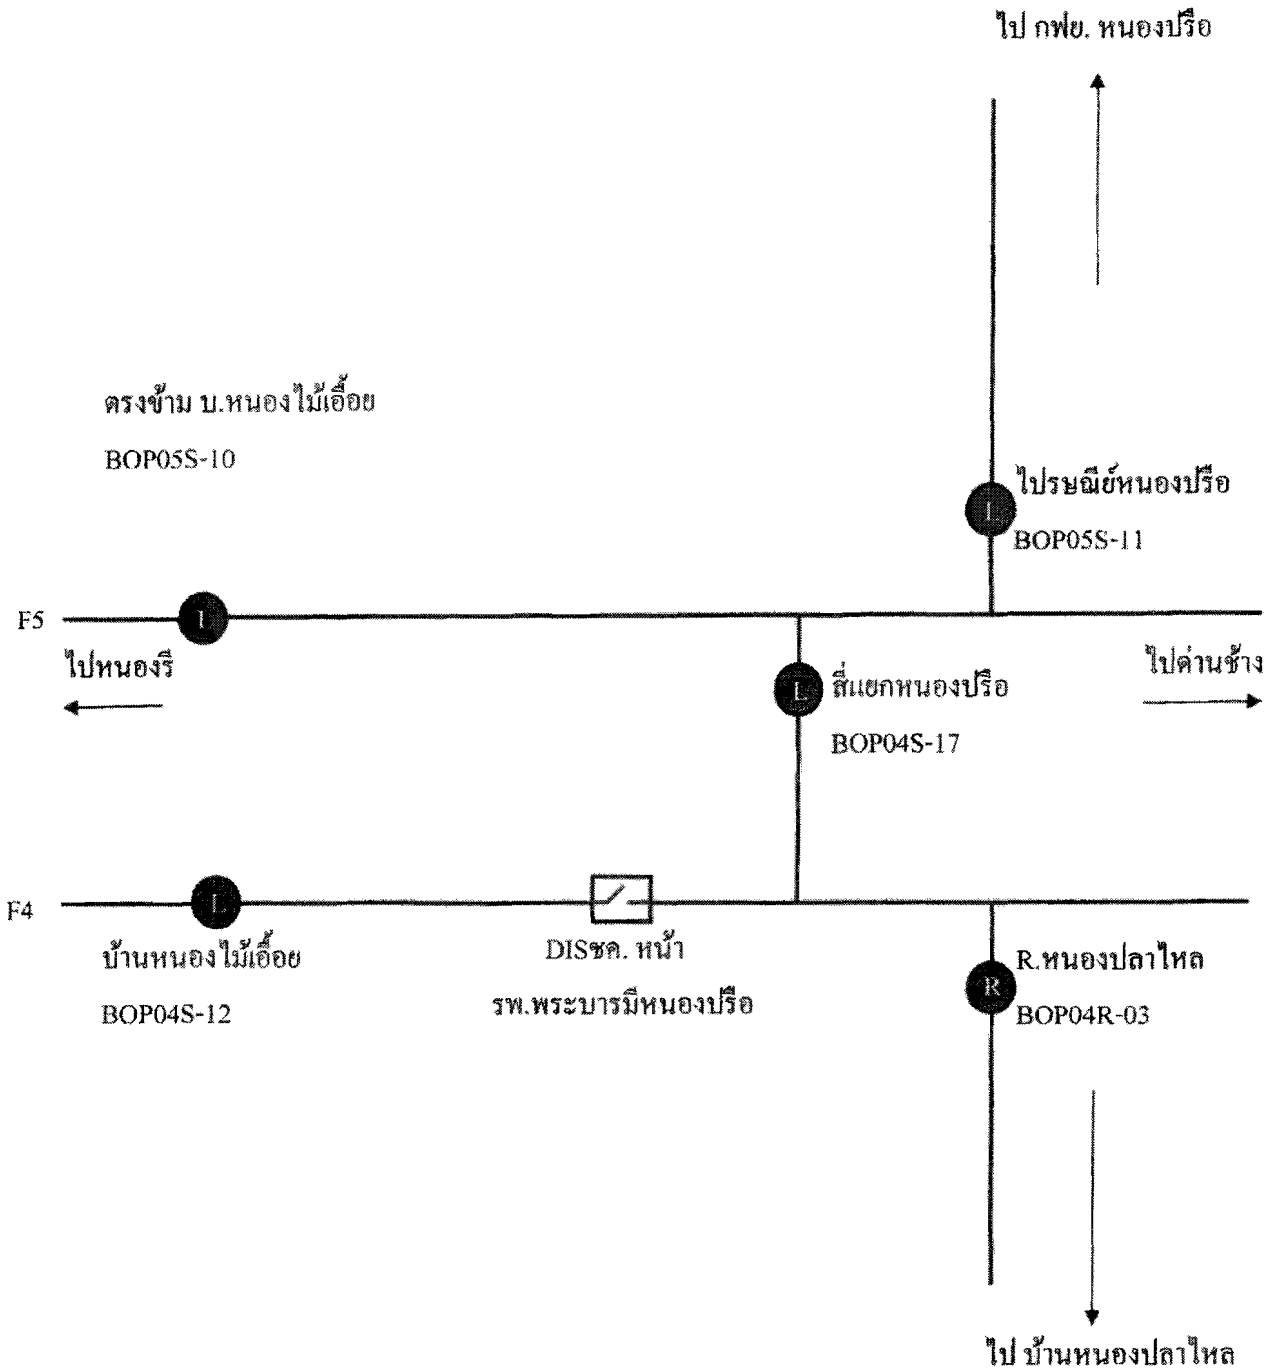 ไป กฟย. หนองปรือ
ตรงข้าม บ.หนองไม้เอื้อย
BOP05S-10
ไปรษณีย์หนองปรือ
L
BOP05S-11
F5
L
ไปหนองรี
ไปด่านช้าง
L
สี่แยกหนองปรือ
BOP04S-17
F4
L
บ้านหนองไม้เอื้อย
BOP04S-12
DISชค. หน้า
รพ.พระบารมีหนองปรือ
R.หนองปลาไหล
R
BOP04R-03
ไป บ้านหนองปลาไหล